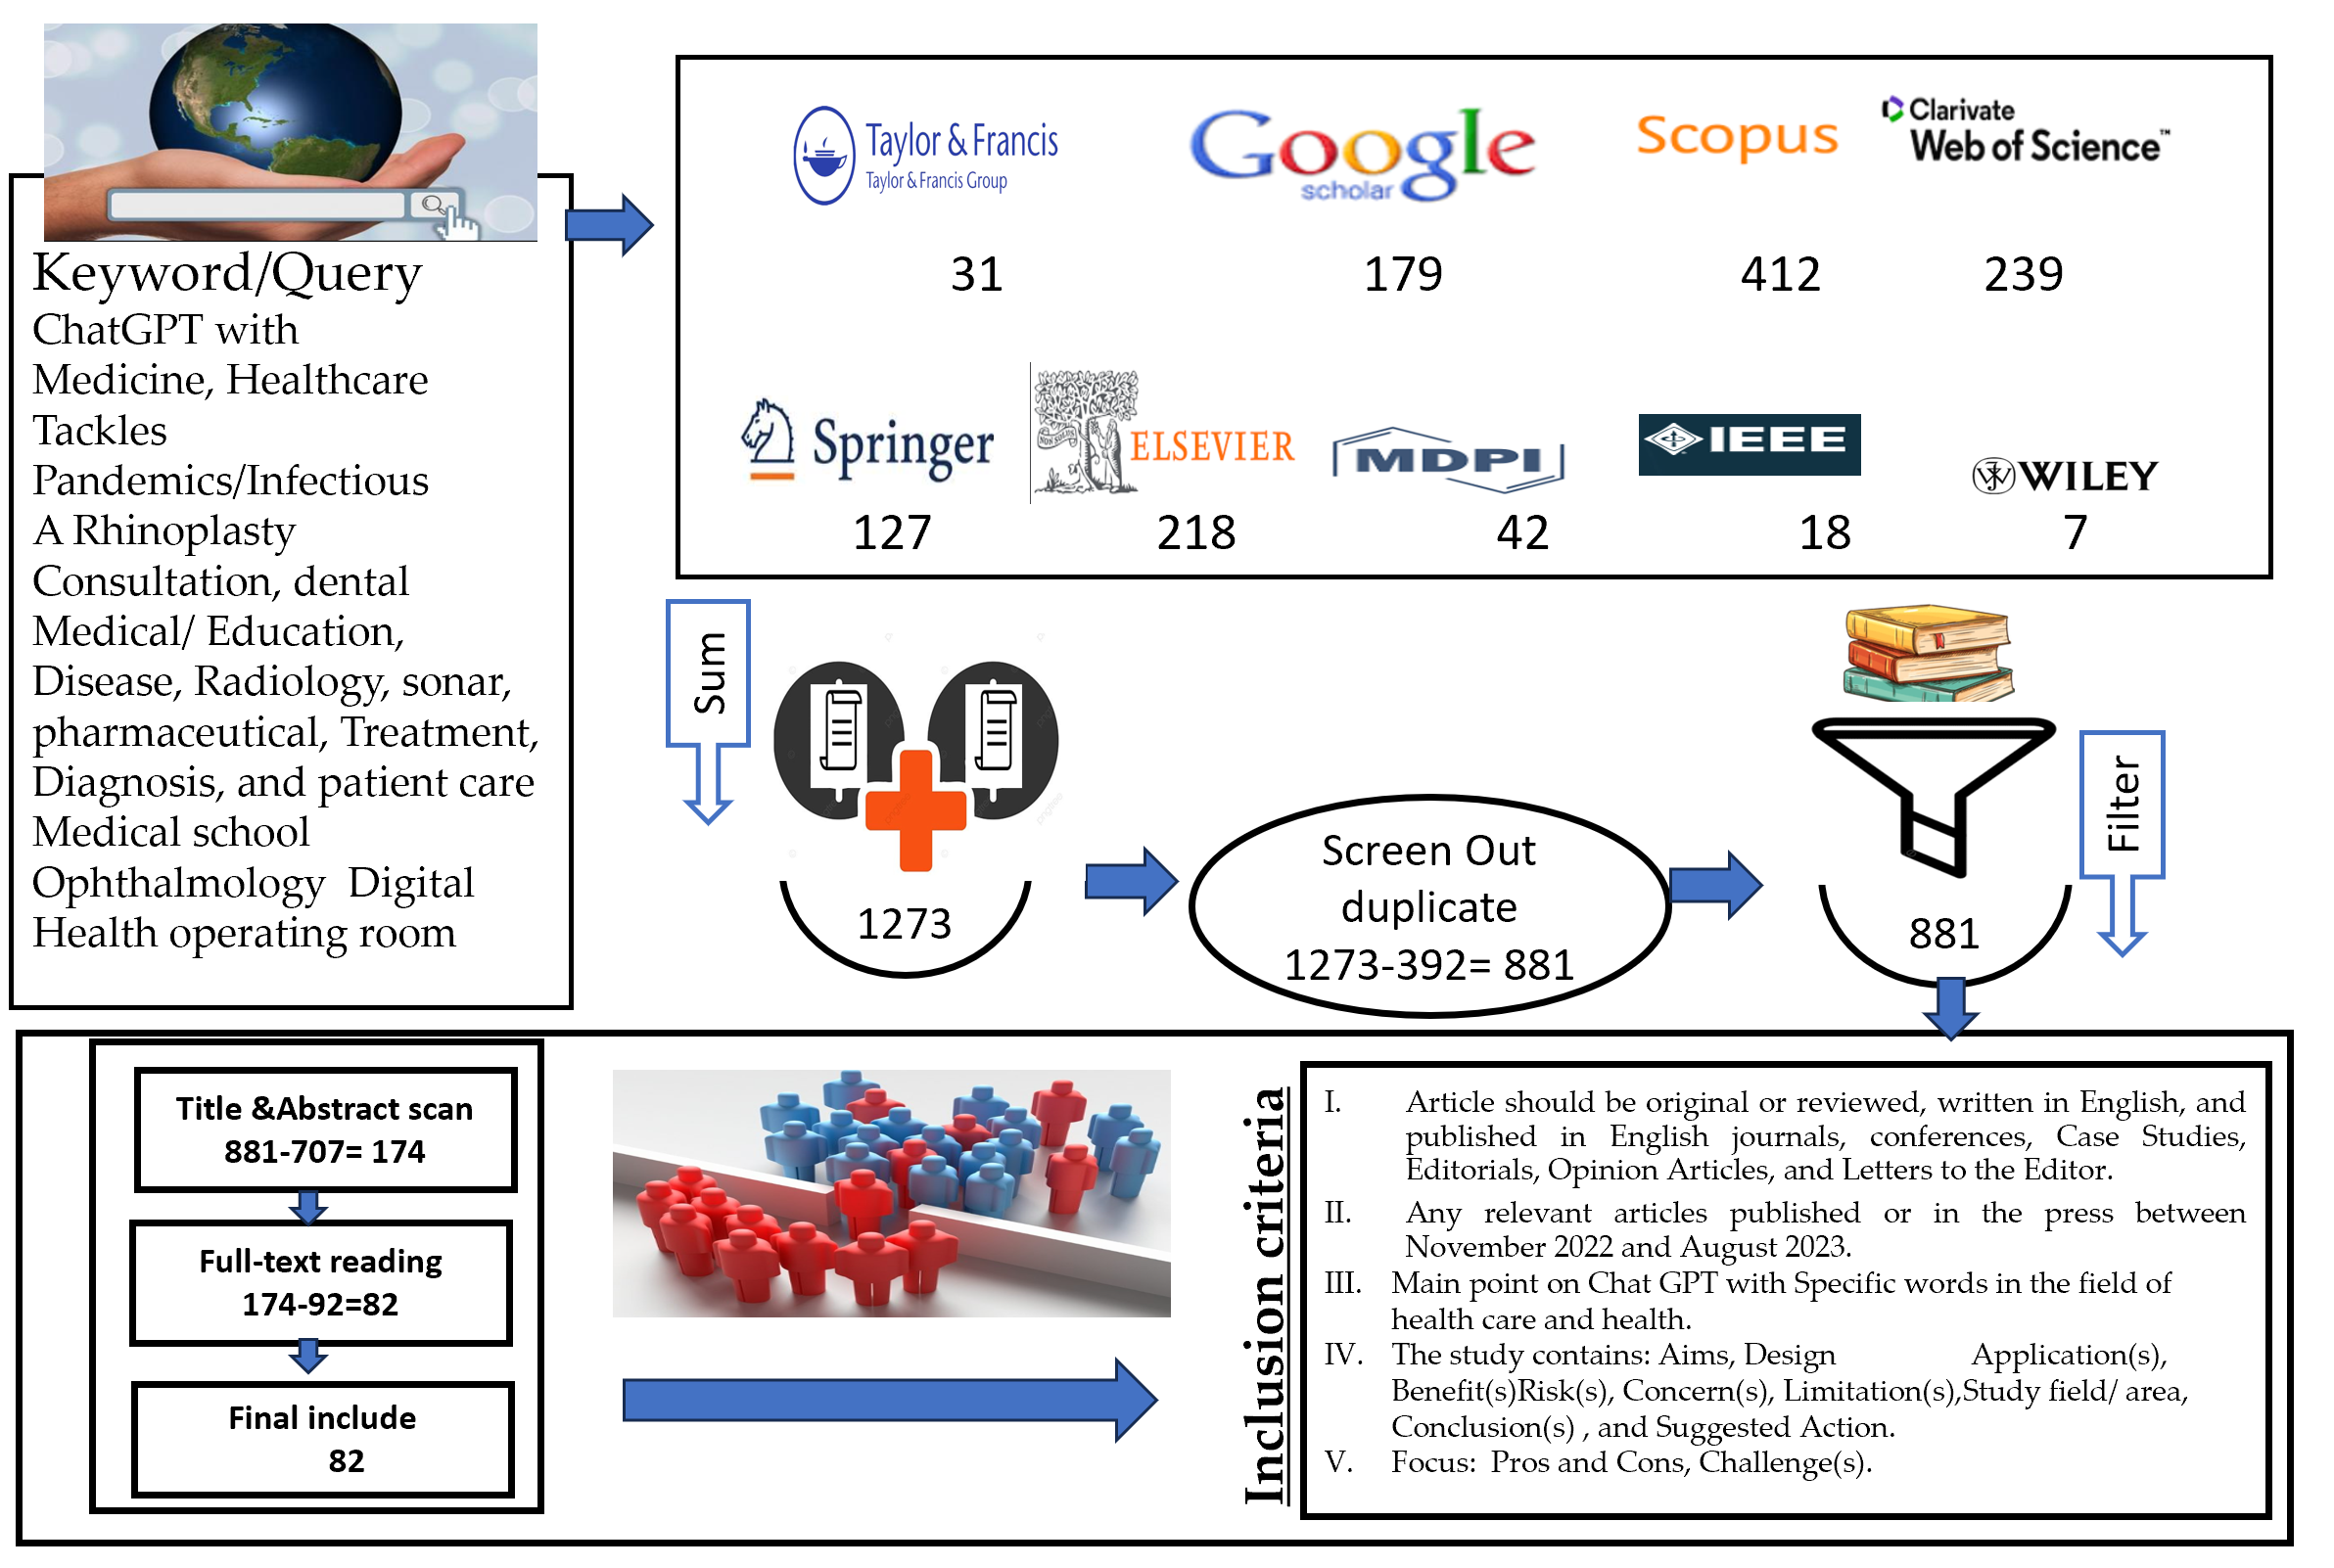 Keyword/Query
ChatGPT with
Medicine, Healthcare
Tackles
Pandemics/Infectious
A Rhinoplasty
Consultation, dental
Medical/ Education,
Disease, Radiology, sonar,
pharmaceutical, Treatment,
Diagnosis, and patient care
Medical school
Ophthalmology  Digital
Health operating room
Taylor & Francis
Taylor & Francis Group
Google
scholar
Scopus
Clarivate
Web of Science™
31
179
412
239
Springer
NON SOLUS
ELSEVIER
MDPI
IEEE
WILEY
127
218
42
18
7
Sum
1273
Screen Out
duplicate
1273-392= 881
881
Filter
Title &Abstract scan
881-707= 174
Full-text reading
174-92=82
Final include
82
Inclusion criteria
I. Article should be original or reviewed, written in English, and
published in English journals, conferences, Case Studies,
Editorials, Opinion Articles, and Letters to the Editor.
II. Any relevant articles published or in the press between
November 2022 and August 2023.
III. Main point on Chat GPT with Specific words in the field of
health care and health.
IV. The study contains: Aims, Design Application(s),
Benefit(s)Risk(s), Concern(s), Limitation(s),Study field/ area,
Conclusion(s) , and Suggested Action.
V. Focus:  Pros and Cons, Challenge(s).